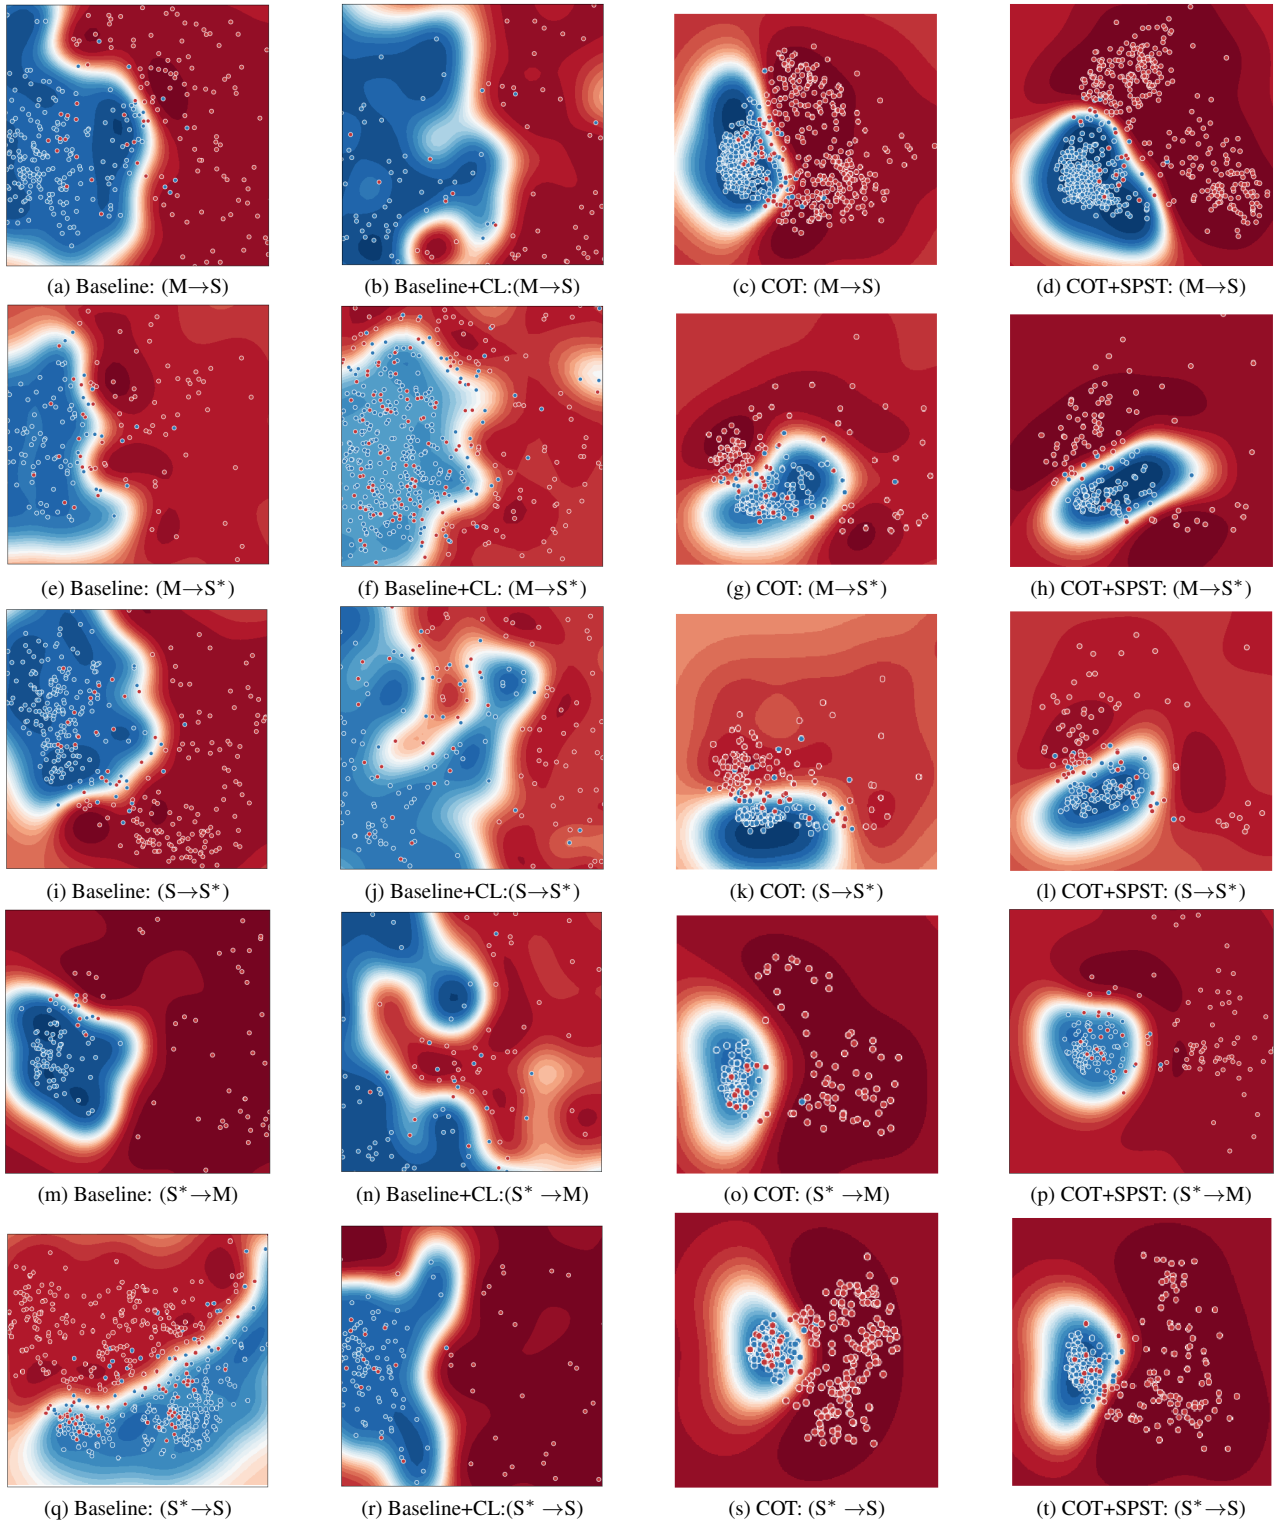 (a) Baseline: (M→S)
(b) Baseline+CL:(M→S)
(c) COT: (M→S)
(d) COT+SPST: (M→S)
(e) Baseline: (M→S*)
(f) Baseline+CL: (M→S*)
(g) COT: (M→S*)
(h) COT+SPST: (M→S*)
(i) Baseline: (S→S*)
(j) Baseline+CL:(S→S*)
(k) COT: (S→S*)
(l) COT+SPST: (S→S*)
(m) Baseline: (S*→M)
(n) Baseline+CL:(S* →M)
(o) COT: (S* →M)
(p) COT+SPST: (S*→M)
(q) Baseline: (S*→S)
(r) Baseline+CL:(S* →S)
(s) COT: (S* →S)
(t) COT+SPST: (S*→S)